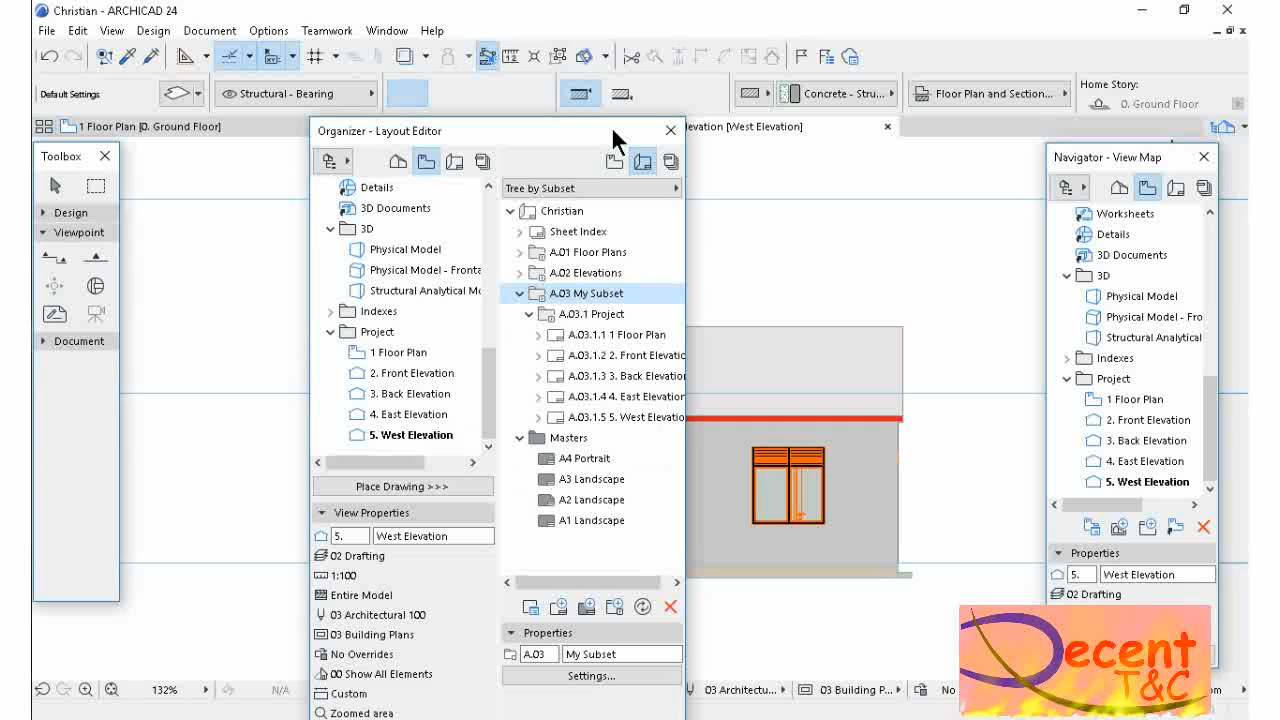 Christian - ARCHICAD 24
File Edit View Design Document Options Teamwork Window Help
Default Settings
Structural - Bearing
Concrete - Stru...
Floor Plan and Section...
Home Story:
0. Ground Floor
1 Floor Plan [0. Ground Floor]
levation [West Elevation]
Toolbox
Design
Viewpoint
Document
Organizer - Layout Editor
Details
3D Documents
3D
Physical Model
Physical Model - Fronta
Structural Analytical Mo
Indexes
Project
1 Floor Plan
2. Front Elevation
3. Back Elevation
4. East Elevation
5. West Elevation
Place Drawing >>>
View Properties
5. West Elevation
02 Drafting
1:100
Entire Model
03 Architectural 100
03 Building Plans
No Overrides
00 Show All Elements
Custom
Zoomed area
Tree by Subset
Christian
Sheet Index
A.01 Floor Plans
A.02 Elevations
A.03 My Subset
A.03.1 Project
A.03.1.1 1 Floor Plan
A.03.1.2 2. Front Elevatio
A.03.1.3 3. Back Elevatio
A.03.1.4 4. East Elevation
A.03.1.5 5. West Elevatio
Masters
A4 Portrait
A3 Landscape
A2 Landscape
A1 Landscape
Properties
A.03 My Subset
Settings...
Navigator - View Map
Worksheets
Details
3D Documents
3D
Physical Model
Physical Model - Fro
Structural Analytical
Indexes
Project
1 Floor Plan
2. Front Elevation
3. Back Elevation
4. East Elevation
5. West Elevation
Properties
5. West Elevation
02 Drafting
Decent
T&C
132%
N/A
03 Architectu...
03 Building P...
No
om